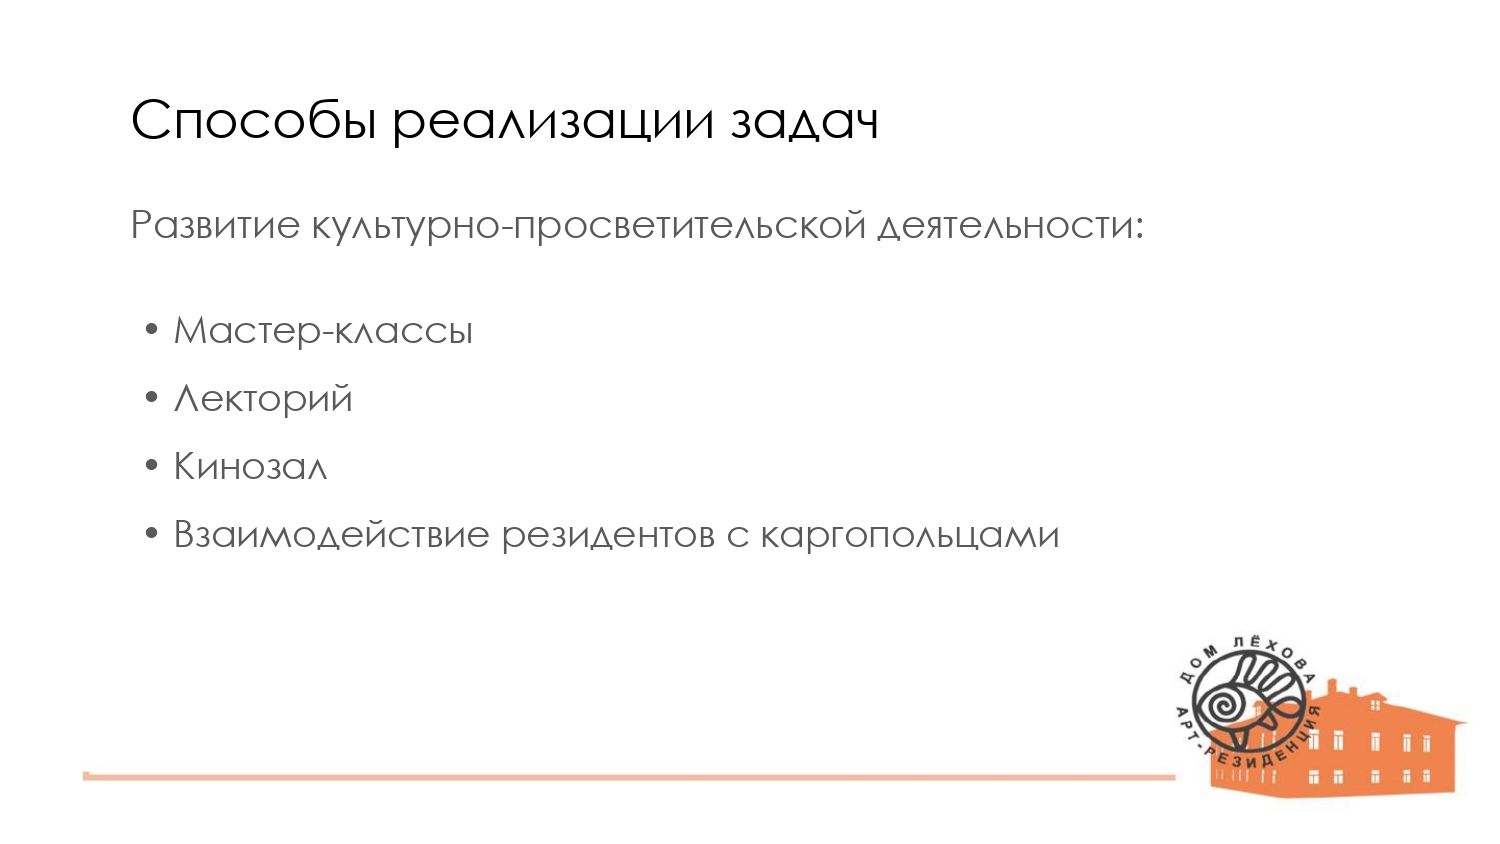 Способы реализации задач
Развитие культурно-просветительской деятельности:
• Мастер-классы
• Лекторий
• Кинозал
• Взаимодействие резидентов с каргопольцами
ДОМ ЛЁХОВА
АРТ-РЕЗИДЕНЦИЯ